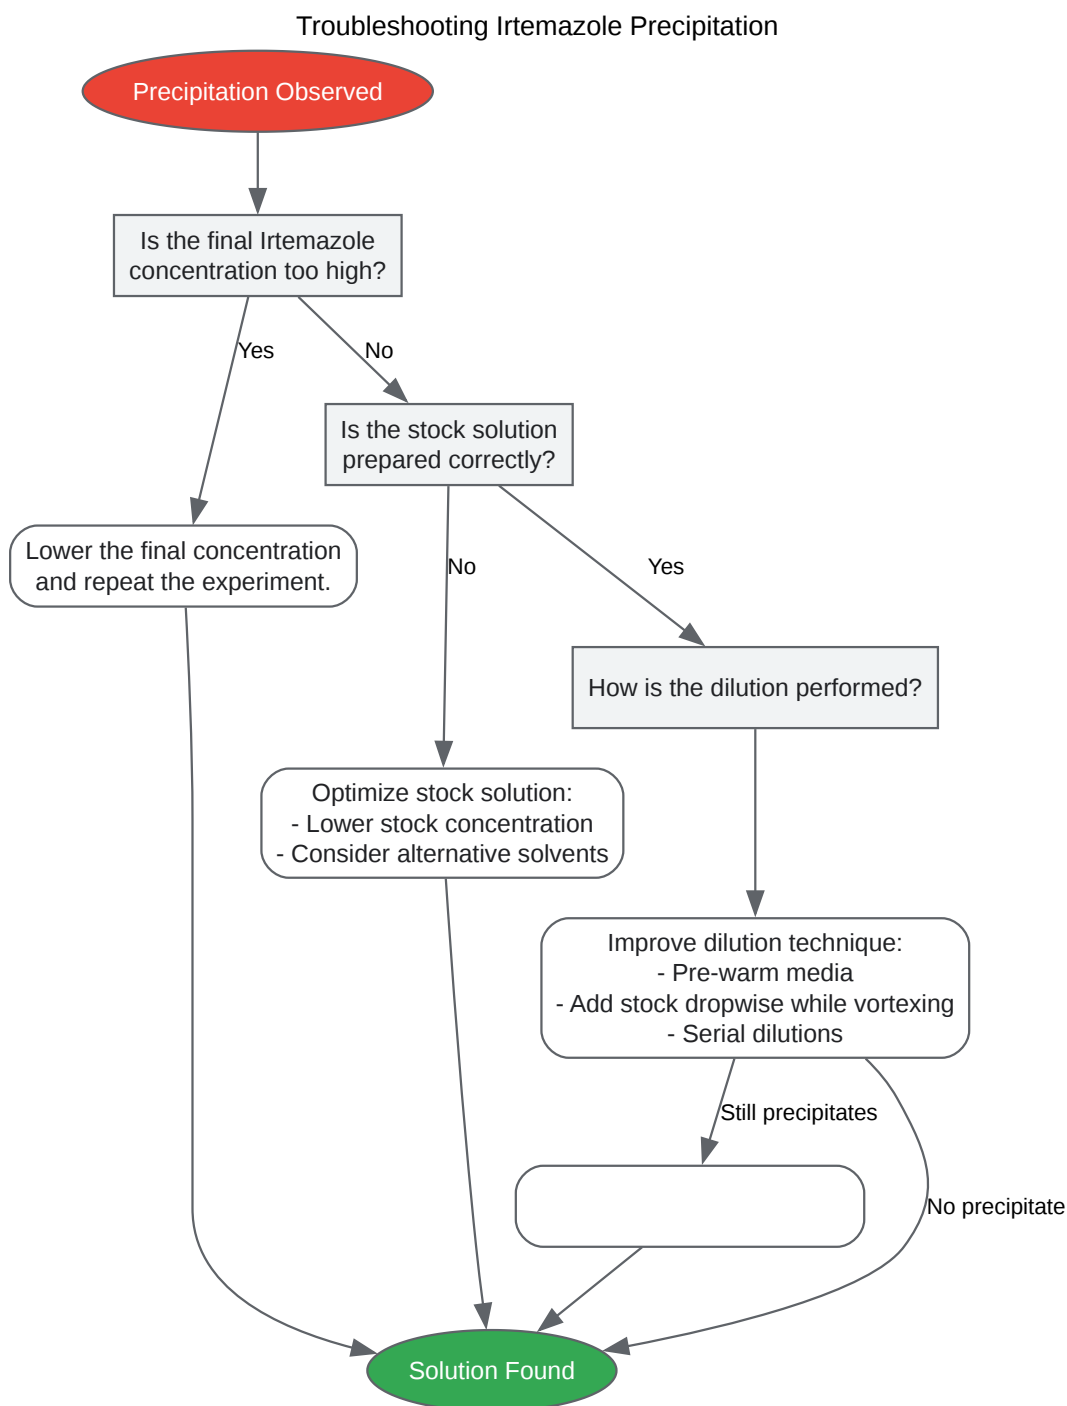 Troubleshooting Irtemazole Precipitation
Precipitation Observed
Is the final Irtemazole
concentration too high?
Yes
No
Is the stock solution
prepared correctly?
Lower the final concentration
and repeat the experiment.
No
Yes
How is the dilution performed?
Optimize stock solution:
- Lower stock concentration
- Consider alternative solvents
Improve dilution technique:
- Pre-warm media
- Add stock dropwise while vortexing
- Serial dilutions
Still precipitates
No precipitate
Solution Found